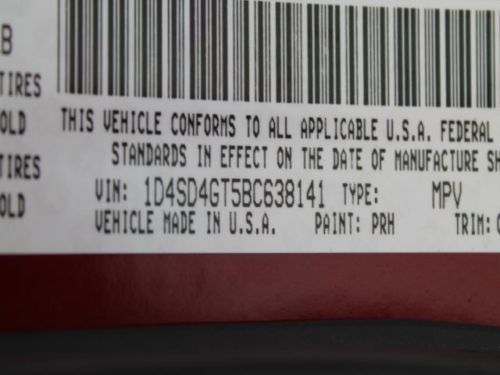 B
TIRES
OLD
THIS VEHICLE CONFORMS TO ALL APPLICABLE U.S.A. FEDERAL
TIRES
STANDARDS IN EFFECT ON THE DATE OF MANUFACTURE SH
OLD
VIN: 1D4SD4GT5BC638141 TYPE: MPV
VEHICLE MADE IN U.S.A. PAINT: PRH TRIM: